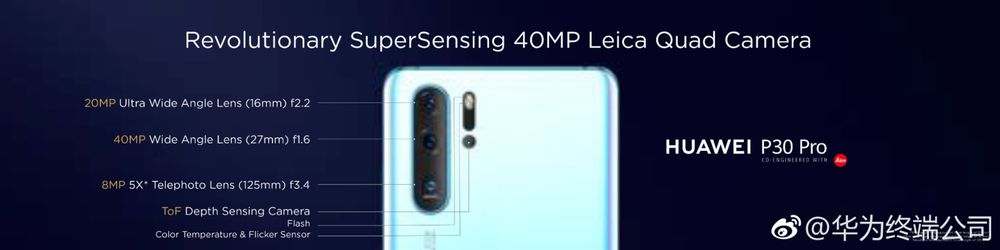 Revolutionary SuperSensing 40MP Leica Quad Camera
20MP Ultra Wide Angle Lens (16mm) f2.2
40MP Wide Angle Lens (27mm) f1.6
8MP 5X* Telephoto Lens (125mm) f3.4
ToF Depth Sensing Camera
Flash
Color Temperature & Flicker Sensor
HUAWEI P30 Pro
CO-ENGINEERED WITH
Leica
@华为终端公司